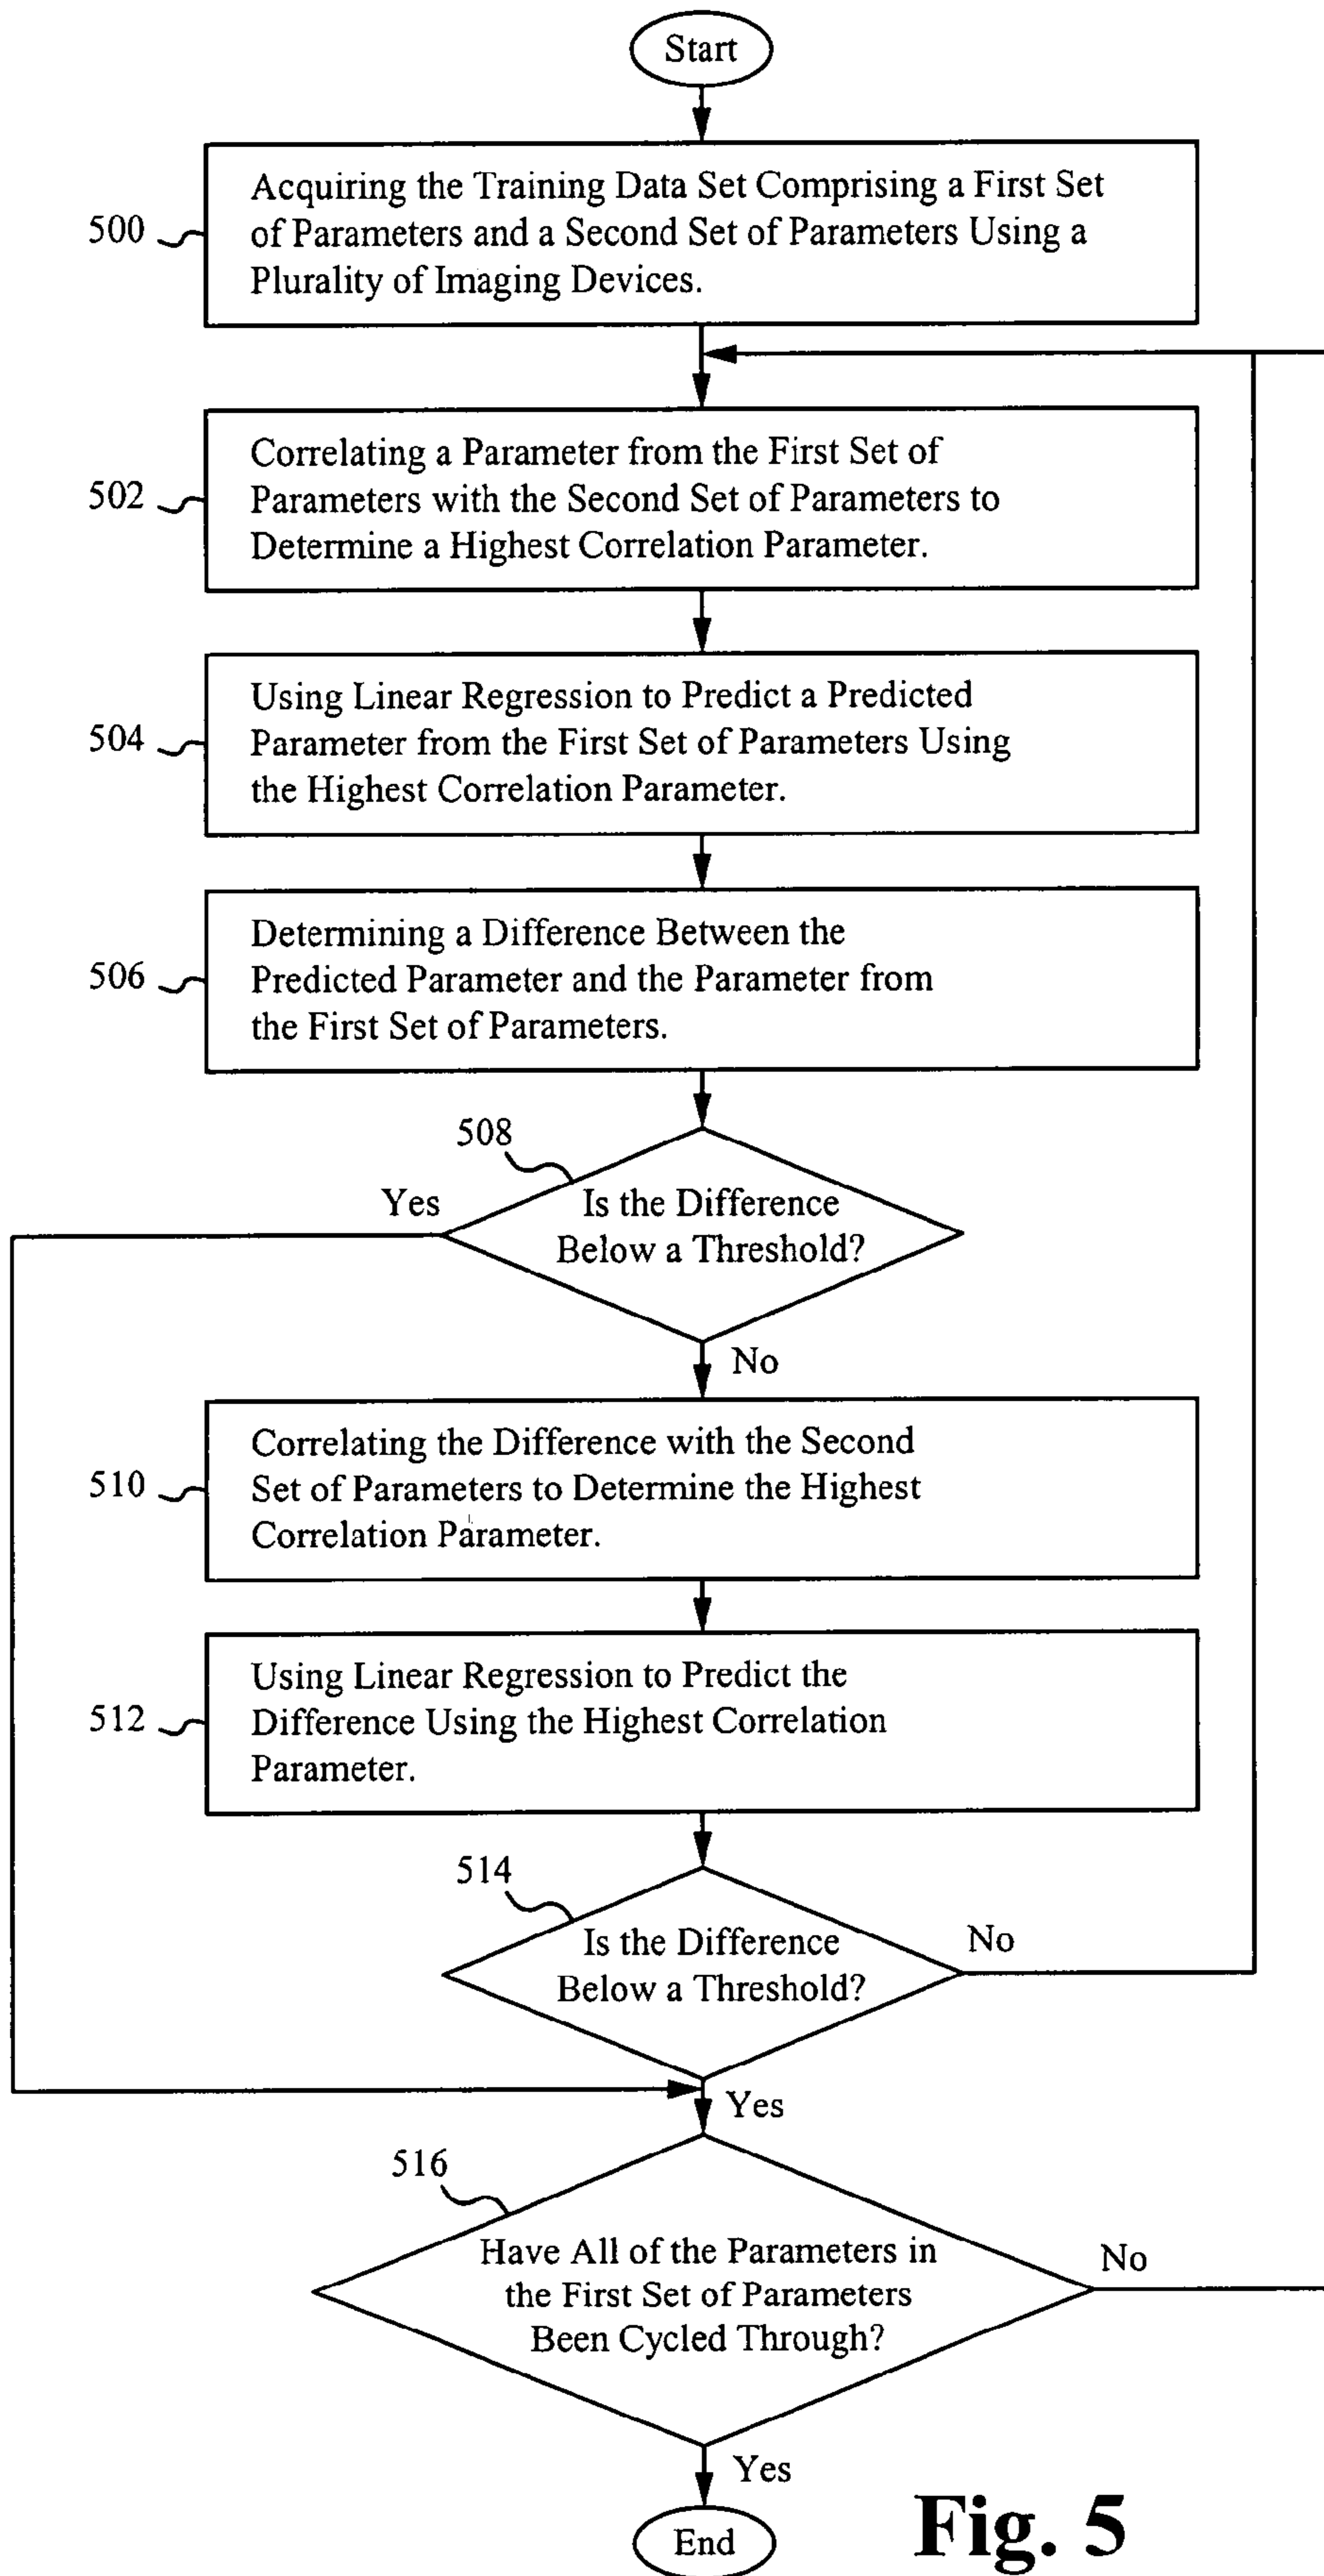 Start
500
Acquiring the Training Data Set Comprising a First Set
of Parameters and a Second Set of Parameters Using a
Plurality of Imaging Devices.
502
Correlating a Parameter from the First Set of
Parameters with the Second Set of Parameters to
Determine a Highest Correlation Parameter.
504
Using Linear Regression to Predict a Predicted
Parameter from the First Set of Parameters Using
the Highest Correlation Parameter.
506
Determining a Difference Between the
Predicted Parameter and the Parameter from
the First Set of Parameters.
508
Yes
Is the Difference
Below a Threshold?
No
510
Correlating the Difference with the Second
Set of Parameters to Determine the Highest
Correlation Parameter.
512
Using Linear Regression to Predict the
Difference Using the Highest Correlation
Parameter.
514
Is the Difference
Below a Threshold?
No
Yes
516
Have All of the Parameters in
the First Set of Parameters
Been Cycled Through?
No
Yes
End
Fig. 5